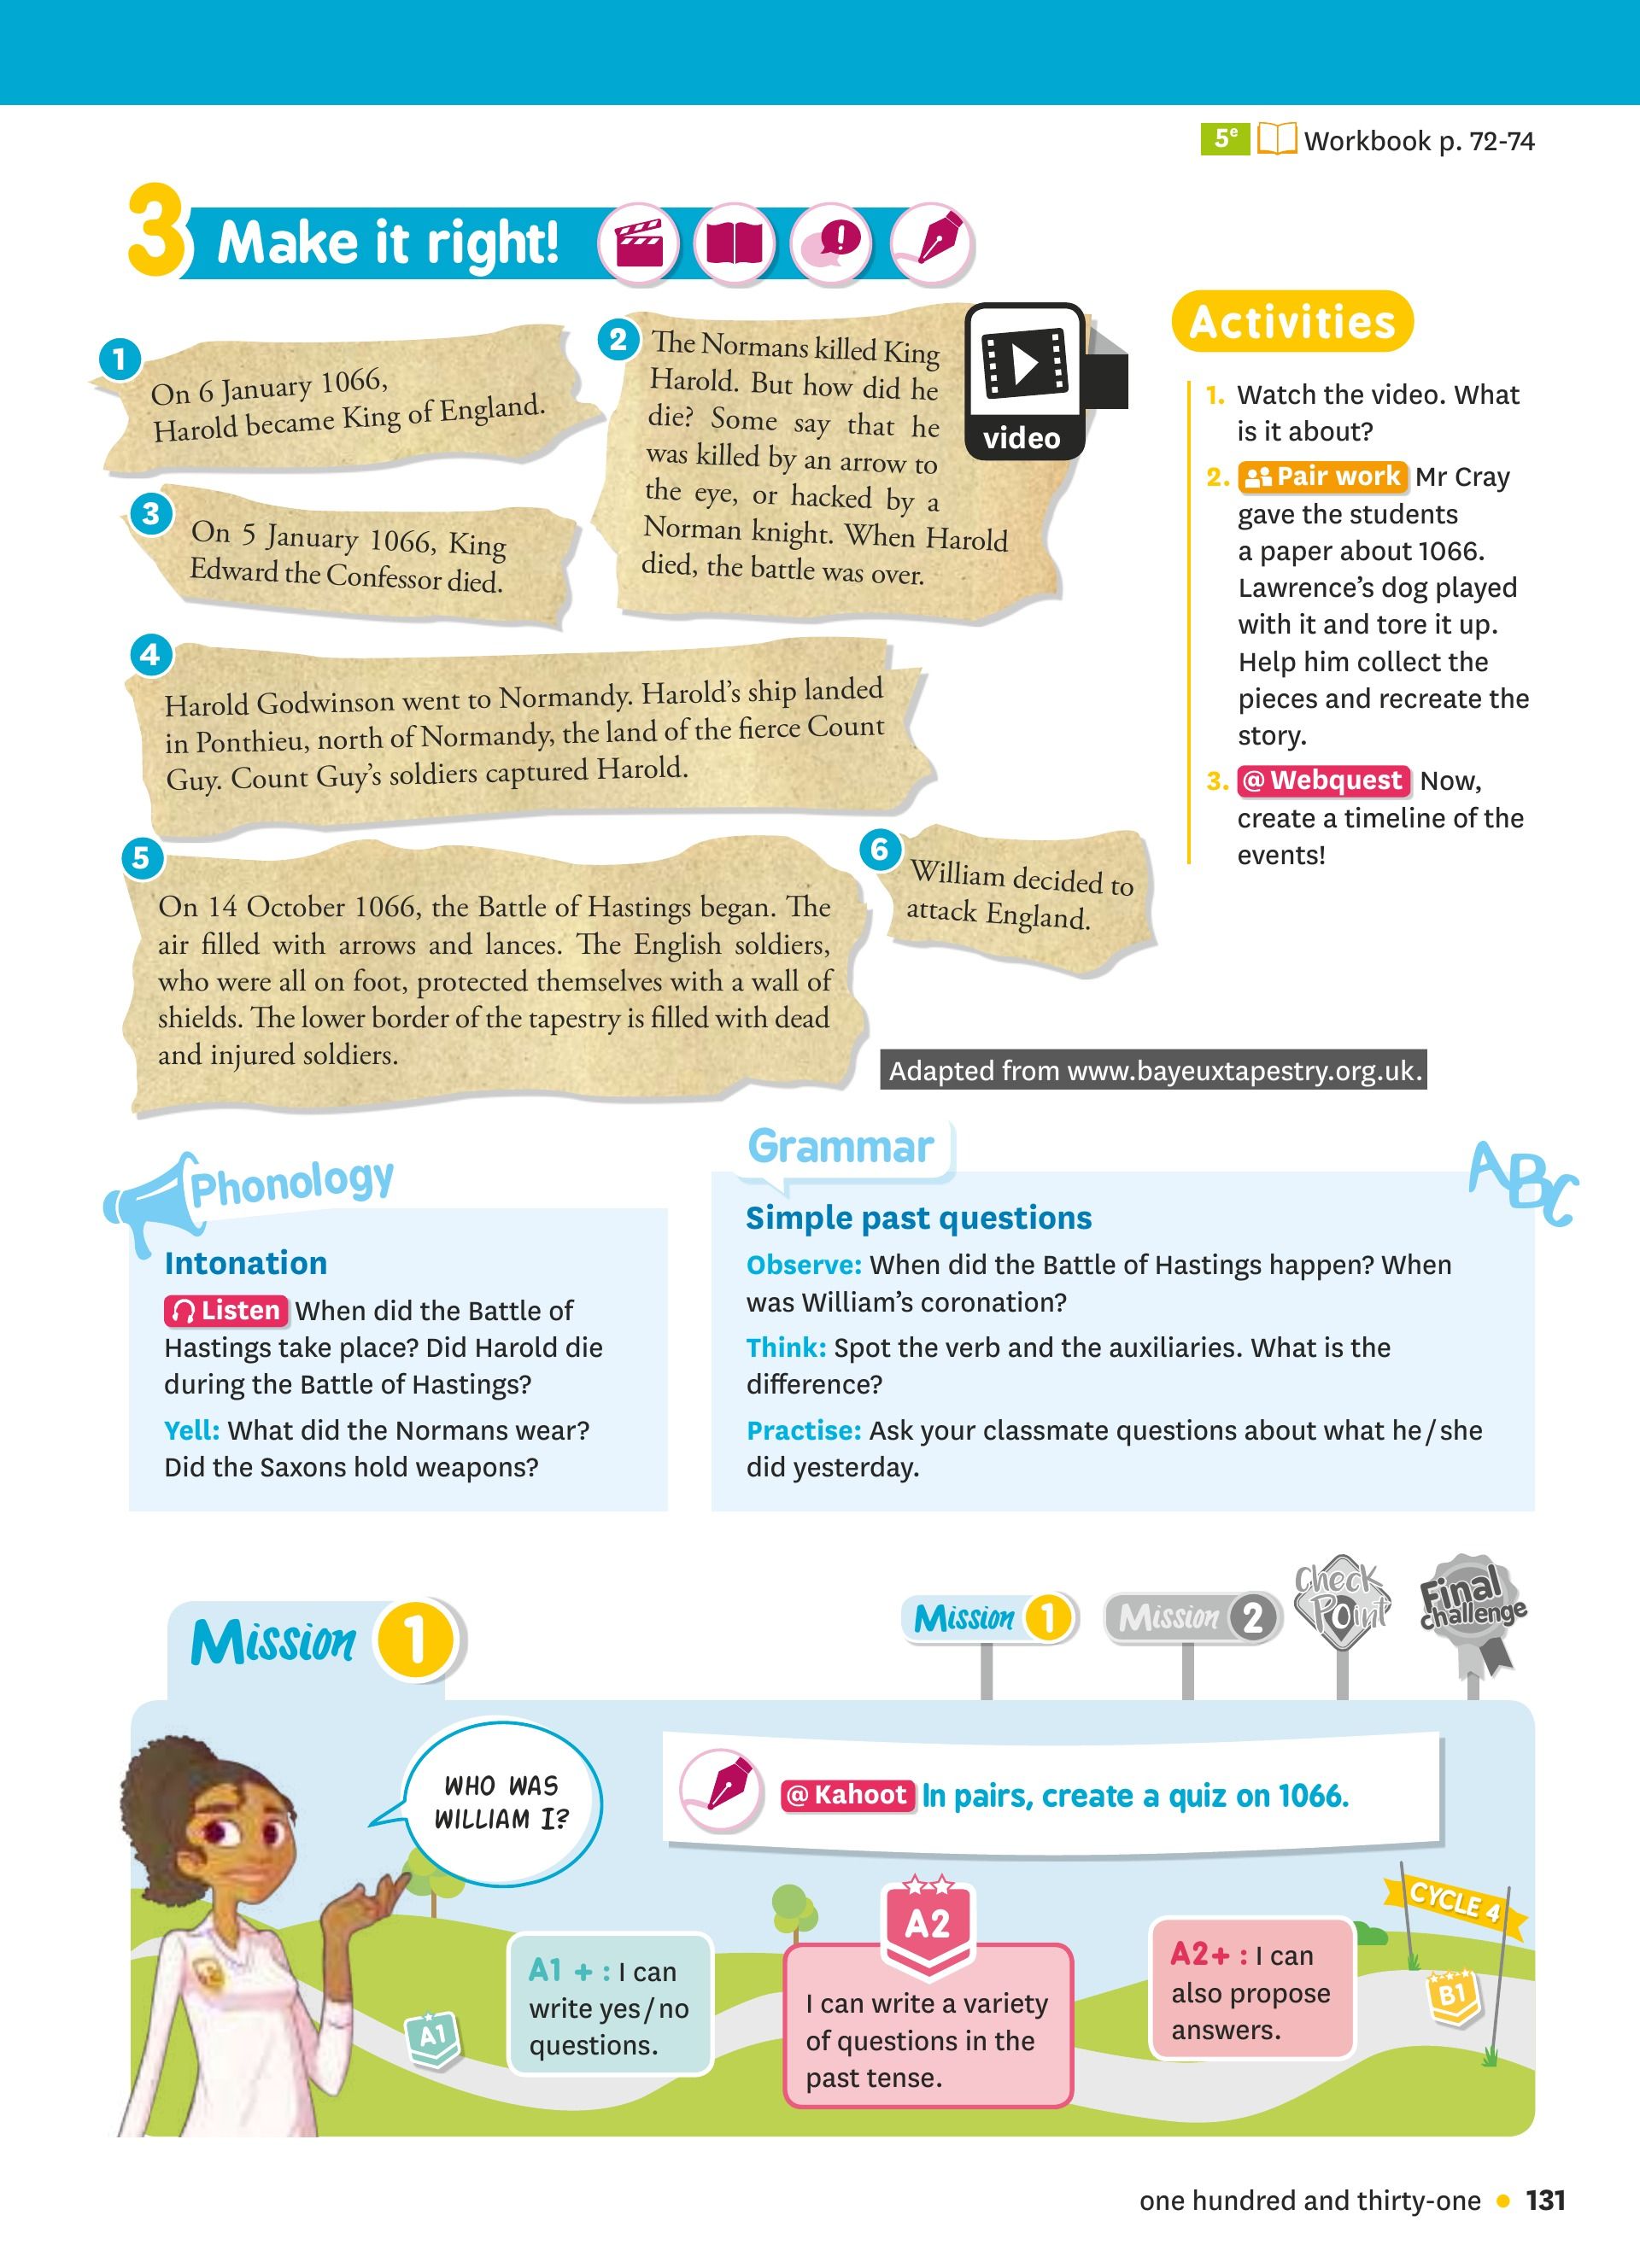 5e Workbook p. 72-74
3 Make it right!
1
On 6 January 1066,
Harold became King of England.
2
The Normans killed King
Harold. But how did he
die? Some say that he
was killed by an arrow to
the eye, or hacked by a
Norman knight. When Harold
died, the battle was over.
video
3
On 5 January 1066, King
Edward the Confessor died.
4
Harold Godwinson went to Normandy. Harold's ship landed
in Ponthieu, north of Normandy, the land of the fierce Count
Guy. Count Guy's soldiers captured Harold.
5
On 14 October 1066, the Battle of Hastings began. The
air filled with arrows and lances. The English soldiers,
who were all on foot, protected themselves with a wall of
shields. The lower border of the tapestry is filled with dead
and injured soldiers.
6
William decided to
attack England.
Adapted from www.bayeuxtapestry.org.uk.
Activities
1. Watch the video. What
is it about?
2. Pair work Mr Cray
gave the students
a paper about 1066.
Lawrence's dog played
with it and tore it up.
Help him collect the
pieces and recreate the
story.
3. @ Webquest Now,
create a timeline of the
events!
Phonology
Intonation
Listen When did the Battle of
Hastings take place? Did Harold die
during the Battle of Hastings?
Yell: What did the Normans wear?
Did the Saxons hold weapons?
Grammar
ABC
Simple past questions
Observe: When did the Battle of Hastings happen? When
was William's coronation?
Think: Spot the verb and the auxiliaries. What is the
difference?
Practise: Ask your classmate questions about what he/she
did yesterday.
Mission 1
Mission 1
Mission 2
Check
Point
Final
challenge
WHO WAS
WILLIAM I?
@ Kahoot In pairs, create a quiz on 1066.
A1
A1 + : I can
write yes/no
questions.
A2
I can write a variety
of questions in the
past tense.
A2+ : I can
also propose
answers.
CYCLE 4
B1
one hundred and thirty-one • 131